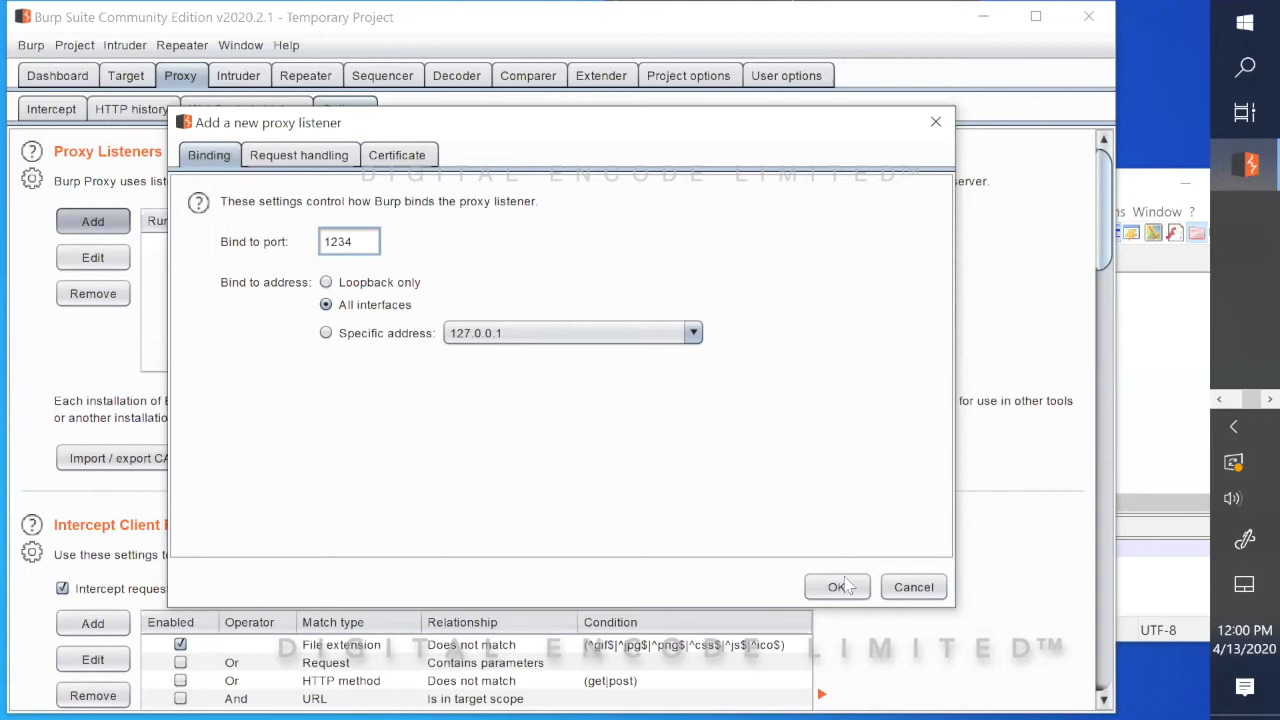 Burp Suite Community Edition v2020.2.1 - Temporary Project
Burp Project Intruder Repeater Window Help
Dashboard Target Proxy Intruder Repeater Sequencer Decoder Comparer Extender Project options User options
Intercept HTTP history
Add a new proxy listener
Binding Request handling Certificate
DIGITAL ENCODE LIMITED™
Proxy Listeners
Burp Proxy uses list
server.
These settings control how Burp binds the proxy listener.
ns Window ?
Add
Run
Bind to port: 1234
Edit
Bind to address: Loopback only
Remove
All interfaces
Specific address: 127.0.0.1
Each installation of B
for use in other tools
or another installatio
Import / export CA
Intercept Client
Use these settings to
Intercept reques
OK Cancel
Add
Edit
Remove
Enabled Operator Match type Relationship Condition
File extension Does not match (^gif$|^jpg$|^png$|^css$|^js$|^ico$)
Or Request Contains parameters
Or HTTP method Does not match (get|post)
And URL Is in target scope
DIGITAL ENCODE LIMITED™
UTF-8
12:00 PM
4/13/2020